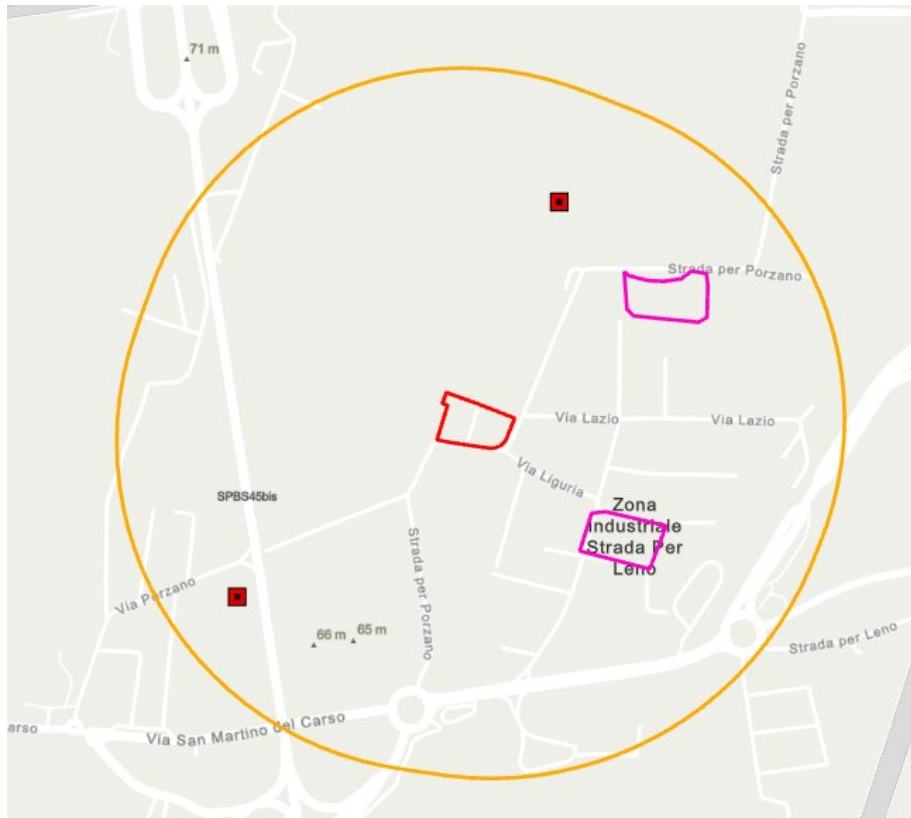 71 m
Strada per Porzano
Strada per Porzano
Via Lazio
Via Lazio
Via Liguria
SPBS45bis
Zona
Industriale
Strada Per
Leno
Strada per Porzano
Via Porzano
66 m
65 m
Strada per Leno
arso
Via San Martino del Carso